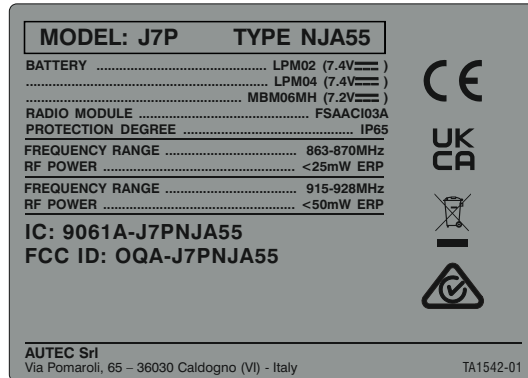 MODEL: J7P TYPE NJA55
BATTERY ................................................ LPM02 (7.4V⎓)
................................................ LPM04 (7.4V⎓)
................................................ MBM06MH (7.2V⎓)
RADIO MODULE ................................................ FSAACI03A
PROTECTION DEGREE ................................................ IP65
FREQUENCY RANGE ................................ 863-870MHz
RF POWER ................................................ <25mW ERP
FREQUENCY RANGE ................................ 915-928MHz
RF POWER ................................................ <50mW ERP
IC: 9061A-J7PNJA55
FCC ID: OQA-J7PNJA55
CE
UK
CA
AUTEC Srl
Via Pomaroli, 65 – 36030 Caldogno (VI) - Italy
TA1542-01